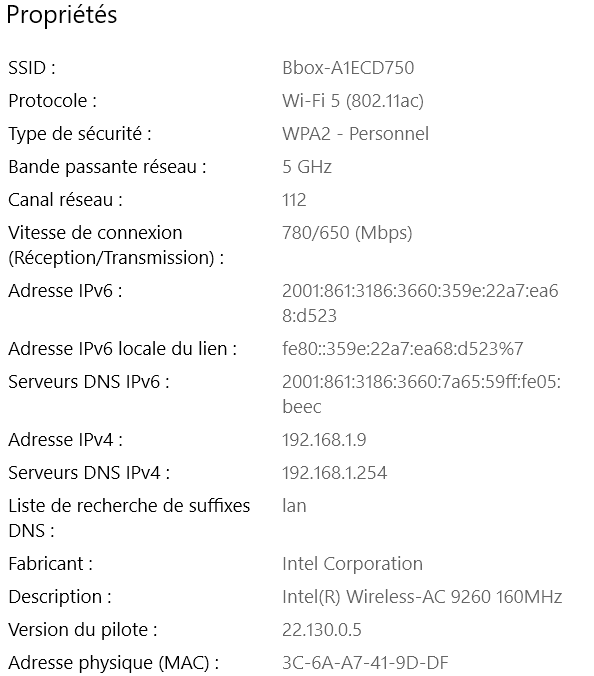 Propriétés
SSID : Bbox-A1ECD750
Protocole : Wi-Fi 5 (802.11ac)
Type de sécurité : WPA2 - Personnel
Bande passante réseau : 5 GHz
Canal réseau : 112
Vitesse de connexion 780/650 (Mbps)
(Réception/Transmission) :
Adresse IPv6 : 2001:861:3186:3660:359e:22a7:ea6
8:d523
Adresse IPv6 locale du lien : fe80::359e:22a7:ea68:d523%7
Serveurs DNS IPv6 : 2001:861:3186:3660:7a65:59ff:fe05:
beec
Adresse IPv4 : 192.168.1.9
Serveurs DNS IPv4 : 192.168.1.254
Liste de recherche de suffixes lan
DNS :
Fabricant : Intel Corporation
Description : Intel(R) Wireless-AC 9260 160MHz
Version du pilote : 22.130.0.5
Adresse physique (MAC) : 3C-6A-A7-41-9D-DF